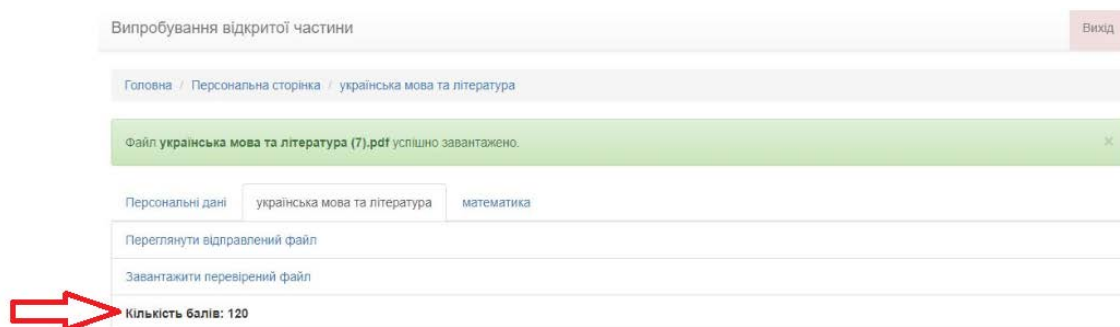 Випробування відкритої частини
Вихід
Головна / Персональна сторінка / українська мова та література
Файл українська мова та література (7).pdf успішно завантажено.
×
Персональні дані українська мова та література математика
Переглянути відправлений файл
Завантажити перевірений файл
Кількість балів: 120